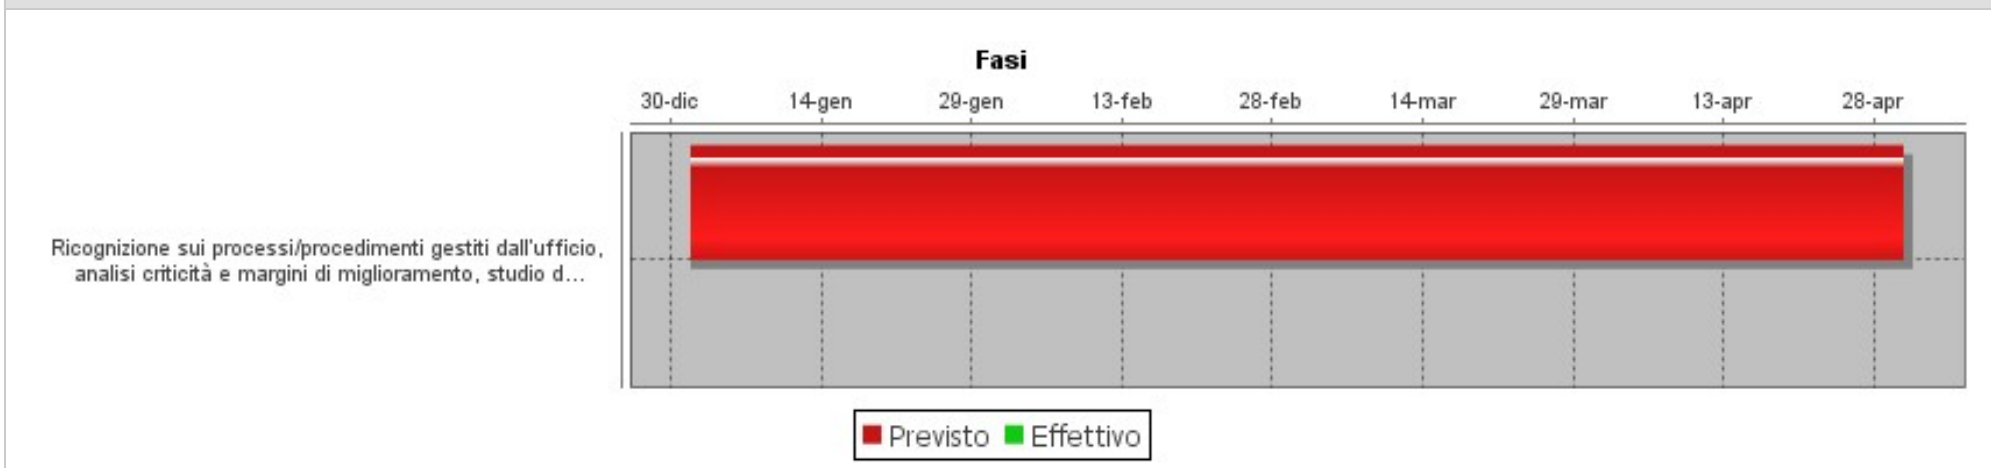 Fasi
30-dic 14-gen 29-gen 13-feb 28-feb 14-mar 29-mar 13-apr 28-apr
Ricognizione sui processi/procedimenti gestiti dall'ufficio,
analisi criticità e margini di miglioramento, studio d...
Previsto Effettivo